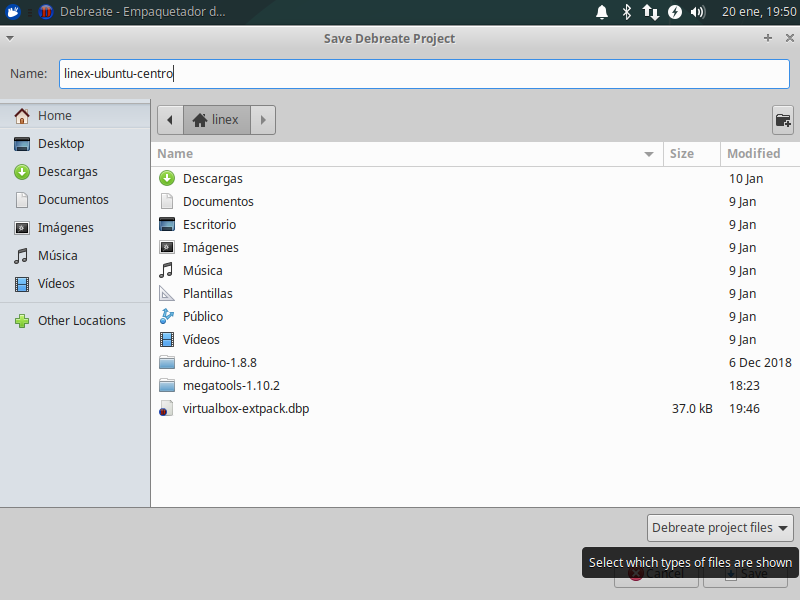 Debreate - Empaquetador d...
20 ene, 19:50
Save Debreate Project
Name:
linex-ubuntu-centro
Home
Desktop
Descargas
Documentos
Imágenes
Música
Vídeos
Other Locations
linex
Name Size Modified
Descargas 10 Jan
Documentos 9 Jan
Escritorio 9 Jan
Imágenes 9 Jan
Música 9 Jan
Plantillas 9 Jan
Público 9 Jan
Vídeos 9 Jan
arduino-1.8.8 6 Dec 2018
megatools-1.10.2 18:23
virtualbox-extpack.dbp 37.0 kB 19:46
Debreate project files
Select which types of files are shown
Cancel Save